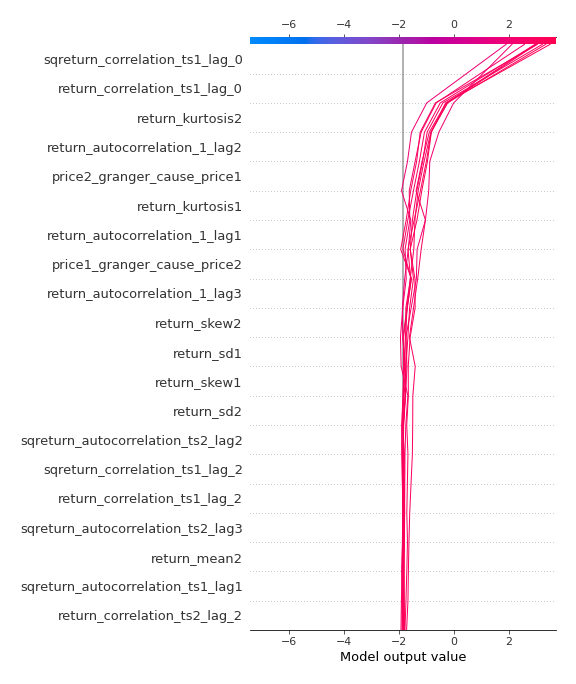 −6 −4 −2 0 2
sqreturn_correlation_ts1_lag_0
return_correlation_ts1_lag_0
return_kurtosis2
return_autocorrelation_1_lag2
price2_granger_cause_price1
return_kurtosis1
return_autocorrelation_1_lag1
price1_granger_cause_price2
return_autocorrelation_1_lag3
return_skew2
return_sd1
return_skew1
return_sd2
sqreturn_autocorrelation_ts2_lag2
sqreturn_correlation_ts1_lag_2
return_correlation_ts1_lag_2
sqreturn_autocorrelation_ts2_lag3
return_mean2
sqreturn_autocorrelation_ts1_lag1
return_correlation_ts2_lag_2
−6 −4 −2 0 2
Model output value